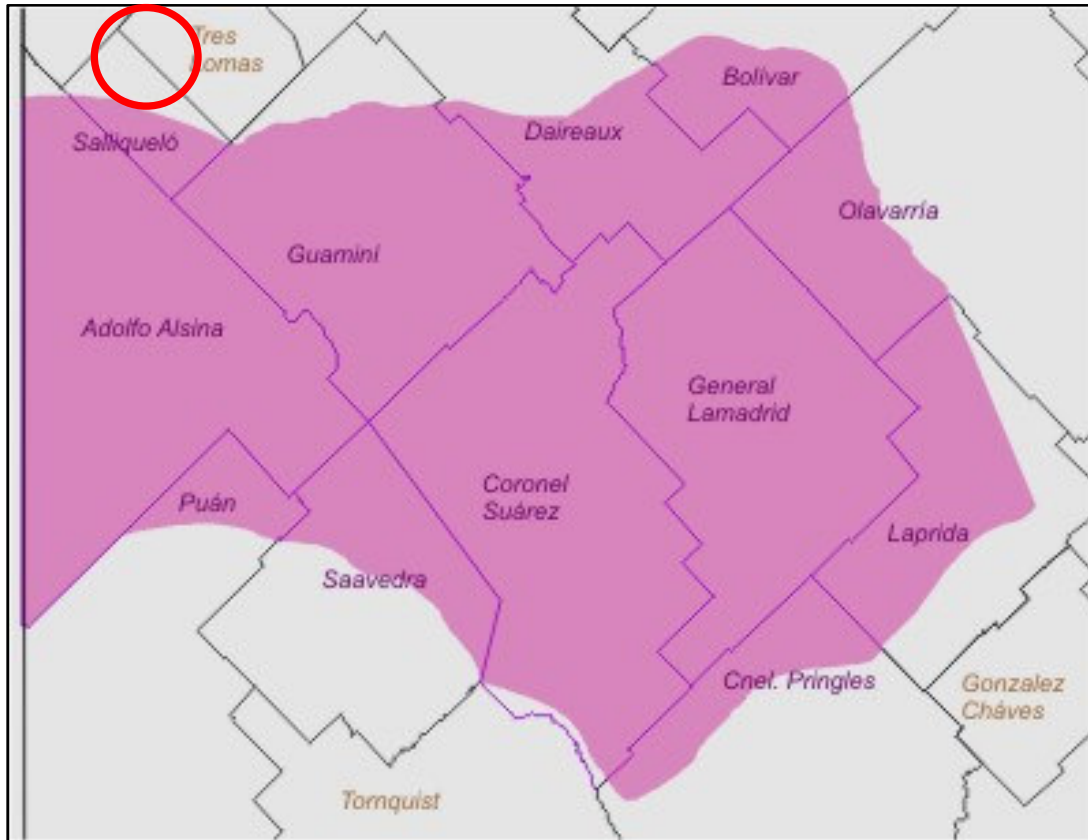 Tres
Lomas
Bolívar
Salliqueló
Daireaux
Olavarría
Guaminí
Adolfo Alsina
General
Lamadrid
Coronel
Suárez
Puán
Laprida
Saavedra
Cnel. Pringles
Gonzalez
Cháves
Tornquist